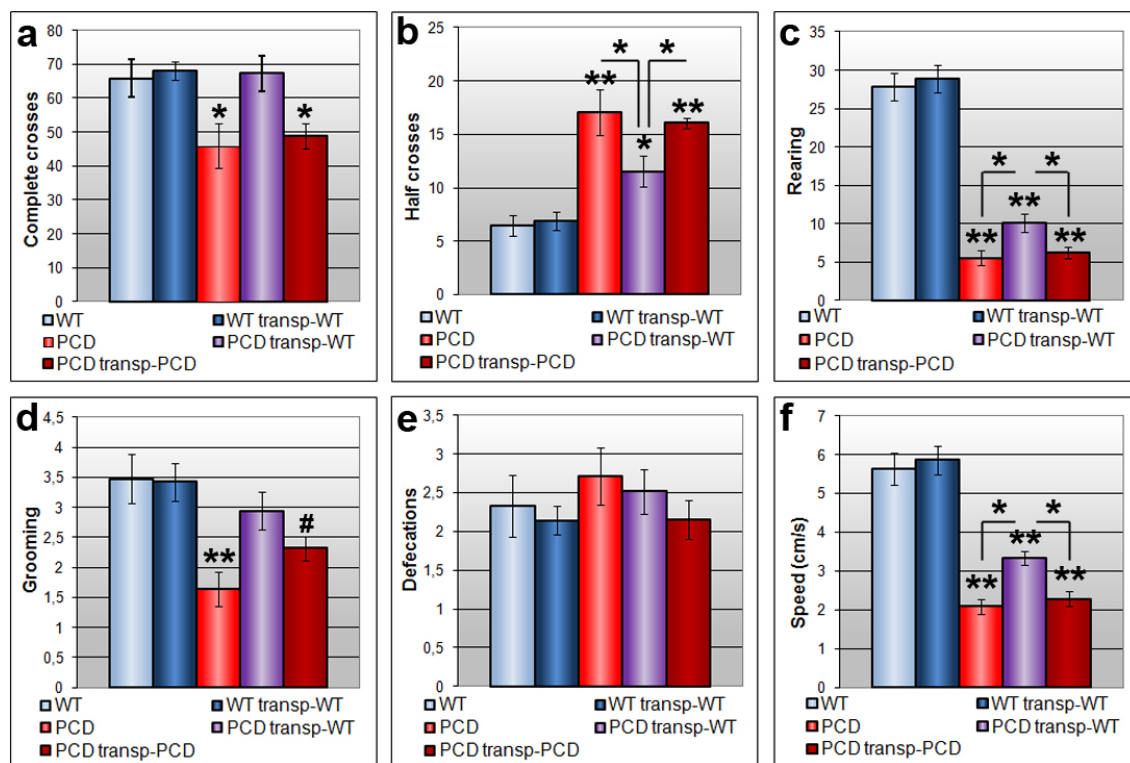 a
80
70
60
50
40
30
20
10
0
Complete crosses
*
*
WT
WT transp-WT
PCD
PCD transp-WT
PCD transp-PCD
b
25
20
15
10
5
0
Half crosses
* *
**
*
**
WT
WT transp-WT
PCD
PCD transp-WT
PCD transp-PCD
c
35
30
25
20
15
10
5
0
Rearing
* *
**
**
**
WT
WT transp-WT
PCD
PCD transp-WT
PCD transp-PCD
d
4,5
4
3,5
3
2,5
2
1,5
1
0,5
0
Grooming
**
#
WT
WT transp-WT
PCD
PCD transp-WT
PCD transp-PCD
e
3,5
3
2,5
2
1,5
1
0,5
0
Defecations
WT
WT transp-WT
PCD
PCD transp-WT
PCD transp-PCD
f
7
6
5
4
3
2
1
0
Speed (cm/s)
* *
**
**
**
WT
WT transp-WT
PCD
PCD transp-WT
PCD transp-PCD